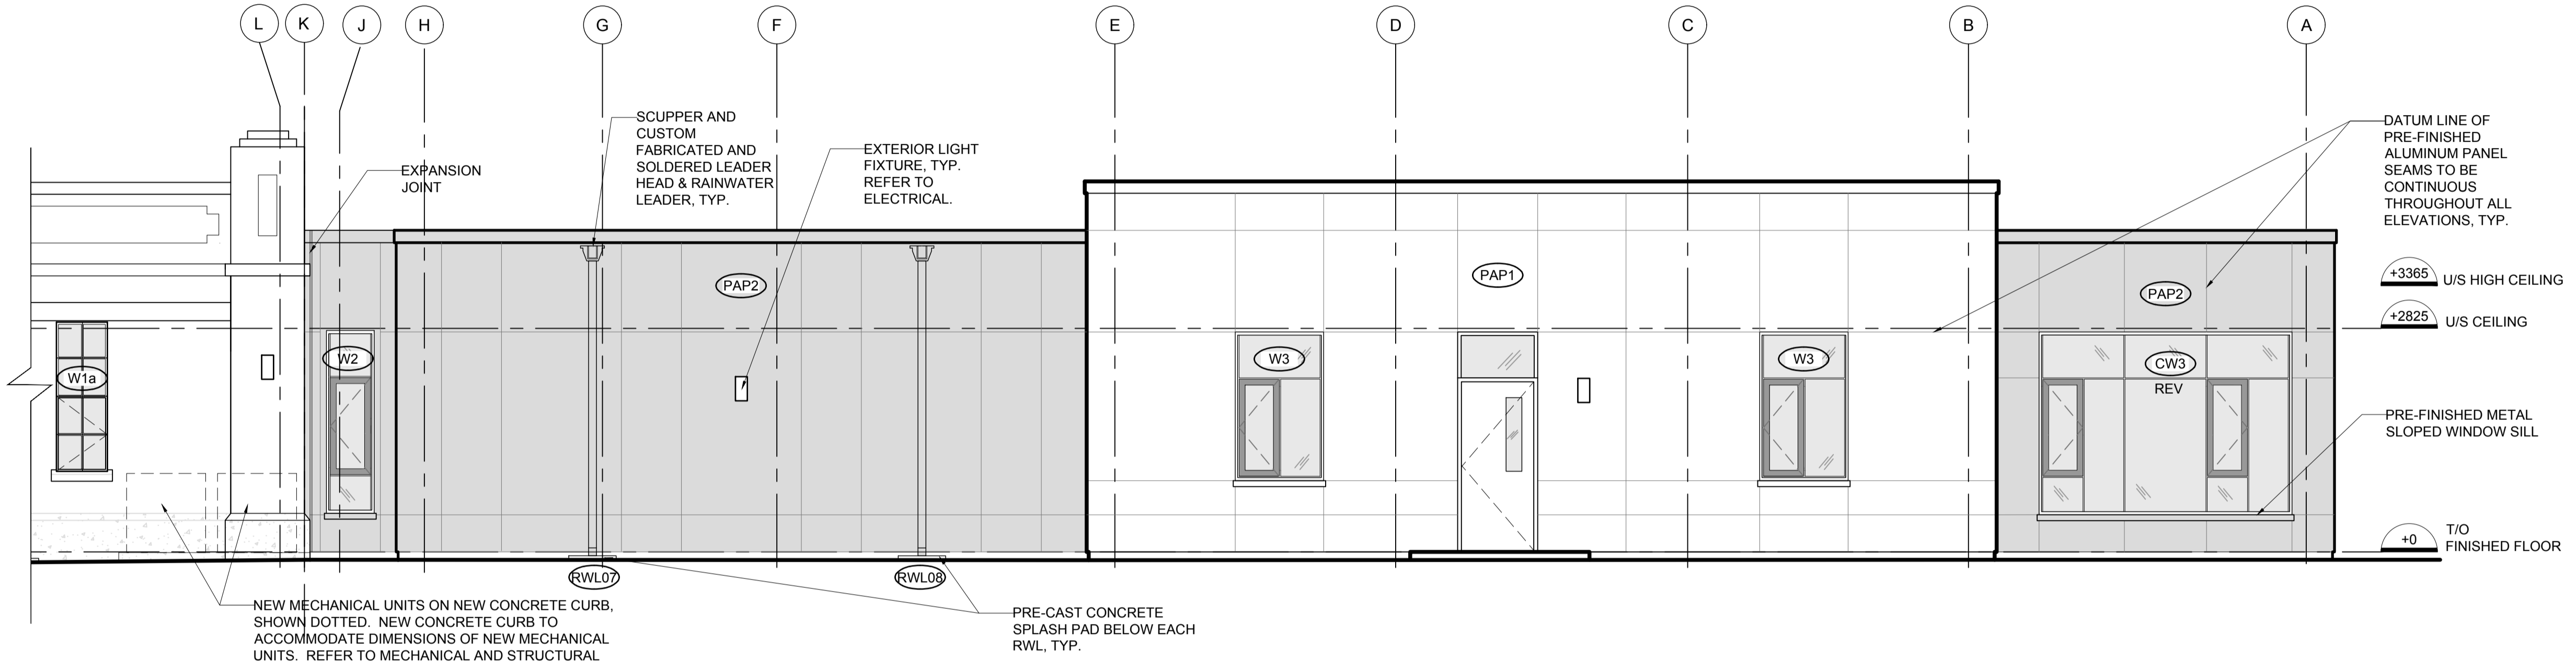 L
K
J
H
G
F
E
D
C
B
A
SCUPPER AND
CUSTOM
FABRICATED AND
SOLDERED LEADER
HEAD & RAINWATER
LEADER, TYP.
EXPANSION
JOINT
EXTERIOR LIGHT
FIXTURE, TYP.
REFER TO
ELECTRICAL.
DATUM LINE OF
PRE-FINISHED
ALUMINUM PANEL
SEAMS TO BE
CONTINUOUS
THROUGHOUT ALL
ELEVATIONS, TYP.
PAP2
PAP1
PAP2
+3365
U/S HIGH CEILING
+2825
U/S CEILING
W1a
W2
W3
W3
CW3
REV
PRE-FINISHED METAL
SLOPED WINDOW SILL
+0
T/O
FINISHED FLOOR
RWL07
RWL08
NEW MECHANICAL UNITS ON NEW CONCRETE CURB,
SHOWN DOTTED. NEW CONCRETE CURB TO
ACCOMMODATE DIMENSIONS OF NEW MECHANICAL
UNITS. REFER TO MECHANICAL AND STRUCTURAL
PRE-CAST CONCRETE
SPLASH PAD BELOW EACH
RWL, TYP.